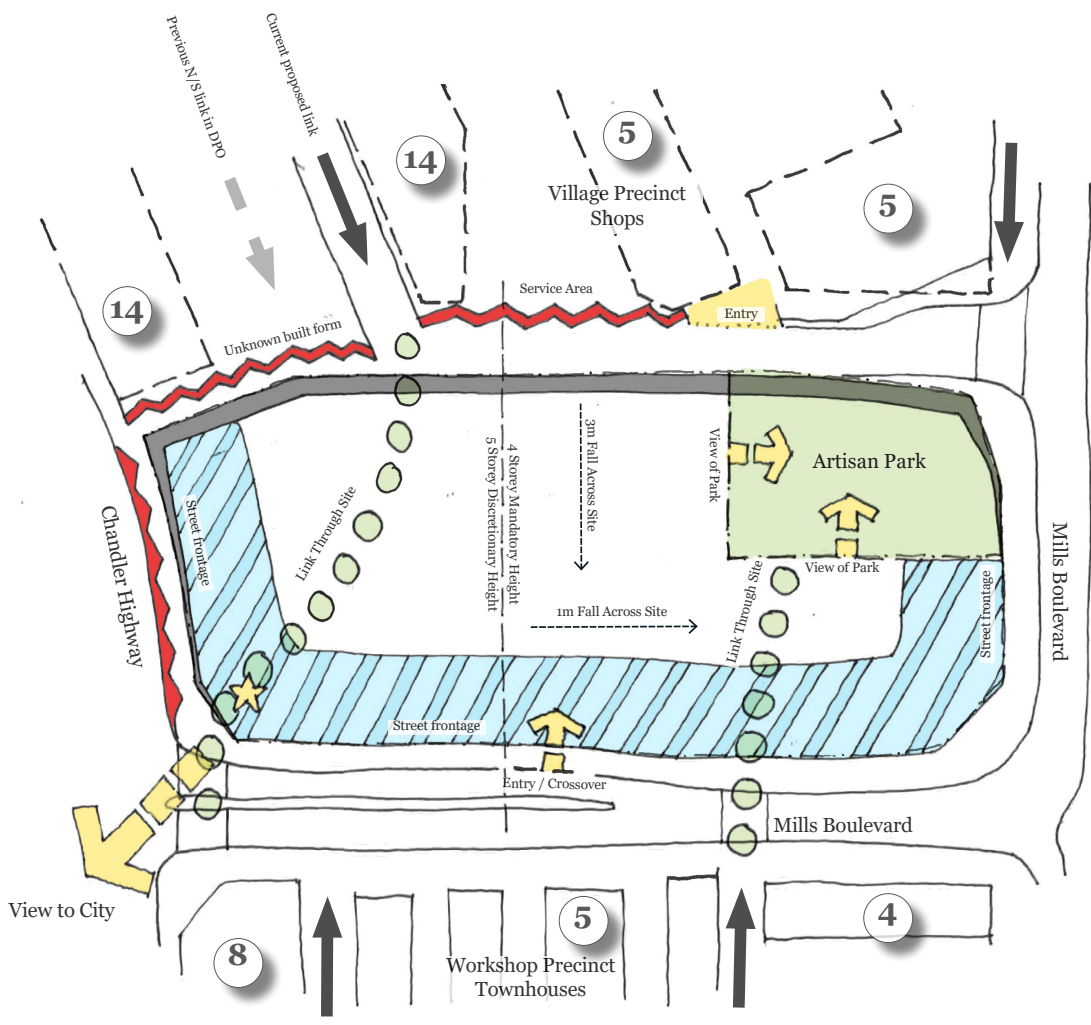 Previous N/S link in DPO
Current proposed link
14
5
Village Precinct
Shops
5
14
Unknown built form
Service Area
Entry
Chandler Highway
Street frontage
Link Through Site
5 Storey Discretionary Height
4 Storey Mandatory Height
3m Fall Across Site
1m Fall Across Site
View of Park
Artisan Park
View of Park
Link Through Site
Street frontage
Mills Boulevard
Street frontage
Entry / Crossover
Mills Boulevard
View to City
8
5
4
Workshop Precinct
Townhouses